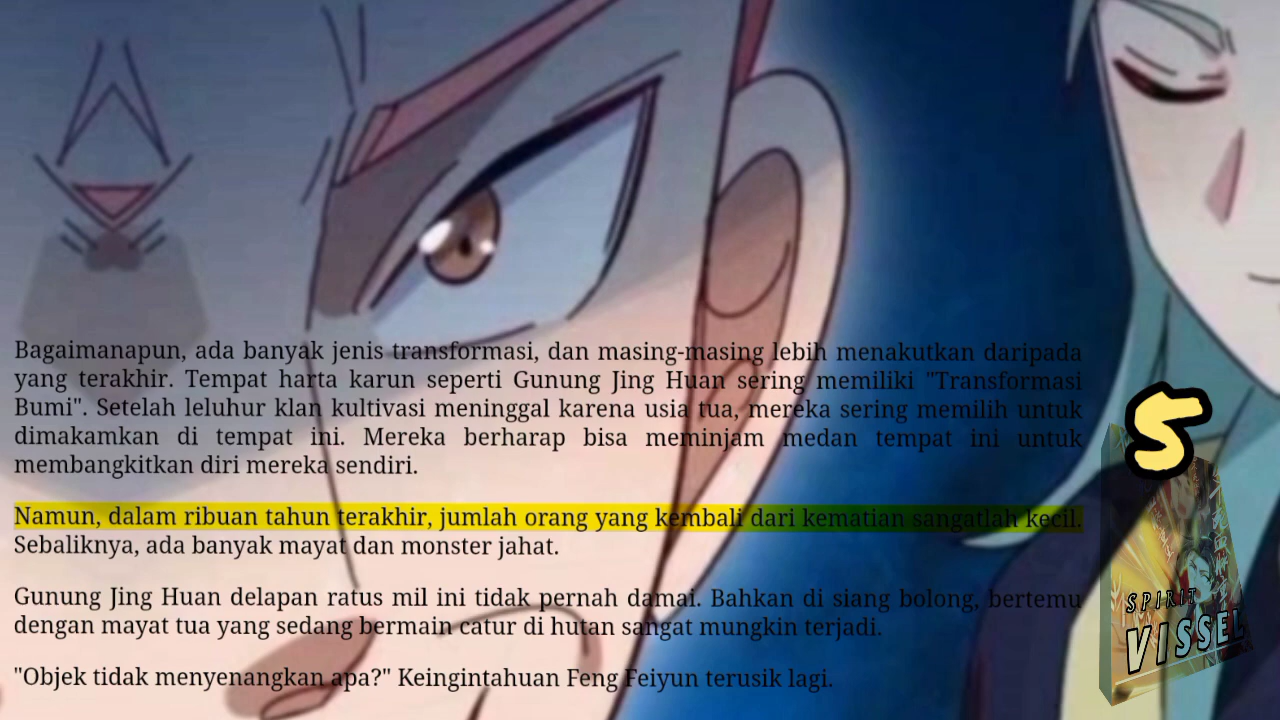 Bagaimanapun, ada banyak jenis transformasi, dan masing-masing lebih menakutkan daripada
yang terakhir. Tempat harta karun seperti Gunung Jing Huan sering memiliki "Transformasi
Bumi". Setelah leluhur klan kultivasi meninggal karena usia tua, mereka sering memilih untuk
dimakamkan di tempat ini. Mereka berharap bisa meminjam medan tempat ini untuk
membangkitkan diri mereka sendiri.
Namun, dalam ribuan tahun terakhir, jumlah orang yang kembali dari kematian sangatlah kecil.
Sebaliknya, ada banyak mayat dan monster jahat.
Gunung Jing Huan delapan ratus mil ini tidak pernah damai. Bahkan di siang bolong, bertemu
dengan mayat tua yang sedang bermain catur di hutan sangat mungkin terjadi.
"Objek tidak menyenangkan apa?" Keingintahuan Feng Feiyun terusik lagi.
S
SPIRIT
VISSEL